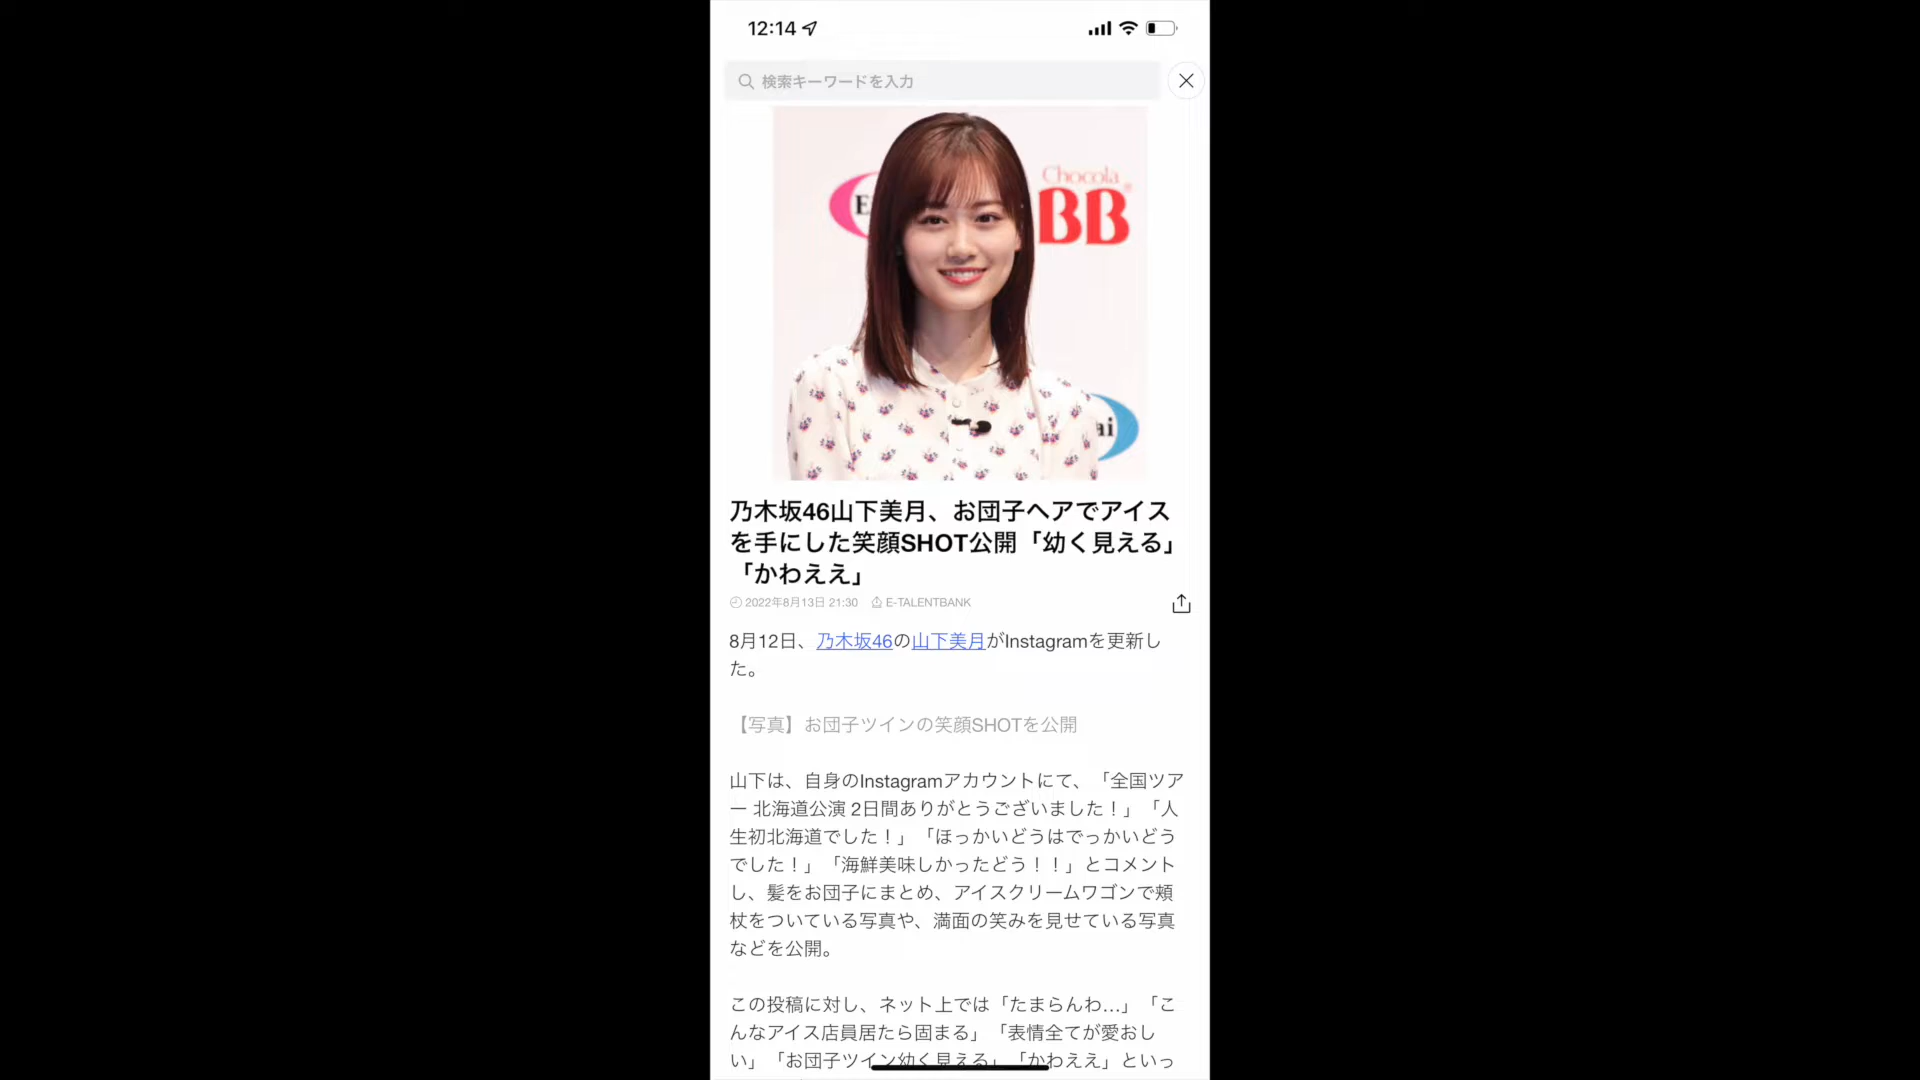 12:14
検索キーワードを入力
Chocola
BB
E
ai
乃木坂46山下美月、お団子ヘアでアイス
を手にした笑顔SHOT公開「幼く見える」
「かわええ」
2022年8月13日 21:30 E-TALENTBANK
8月12日、乃木坂46の山下美月がInstagramを更新し
た。
【写真】お団子ツインの笑顔SHOTを公開
山下は、自身のInstagramアカウントにて、「全国ツア
ー 北海道公演 2日間ありがとうございました！」「人
生初北海道でした！」「ほっかいどうはでっかいどう
でした！」「海鮮美味しかったどう！！」とコメント
し、髪をお団子にまとめ、アイスクリームワゴンで頬
杖をついている写真や、満面の笑みを見せている写真
などを公開。
この投稿に対し、ネット上では「たまらんわ…」「こ
んなアイス店員居たら固まる」「表情全てが愛おし
い」「お団子ツイン幼く見える」「かわええ」といっ